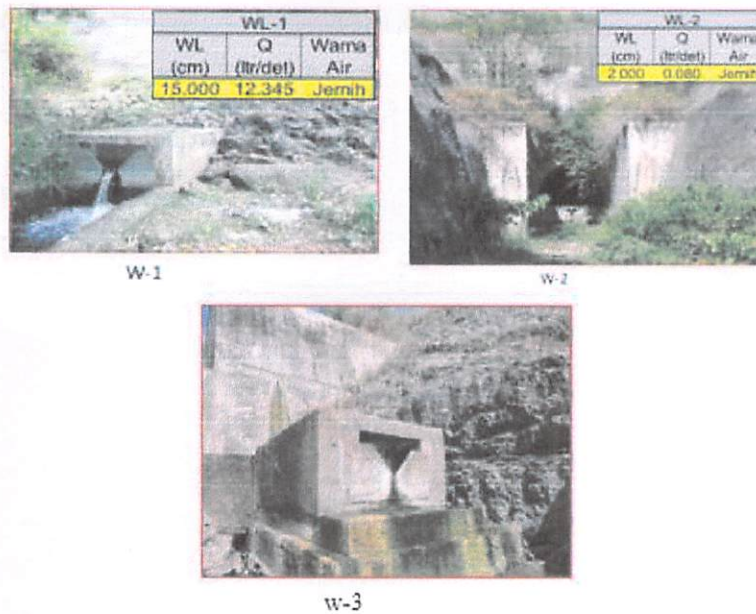 WL-1
WL Q Warna
(cm) (ltr/det) Air
15.000 12.345 Jernih
WL-2
WL Q Warna
(cm) (ltr/det) Air
2.000 0.080 Jernih
W-1
W-2
w-3